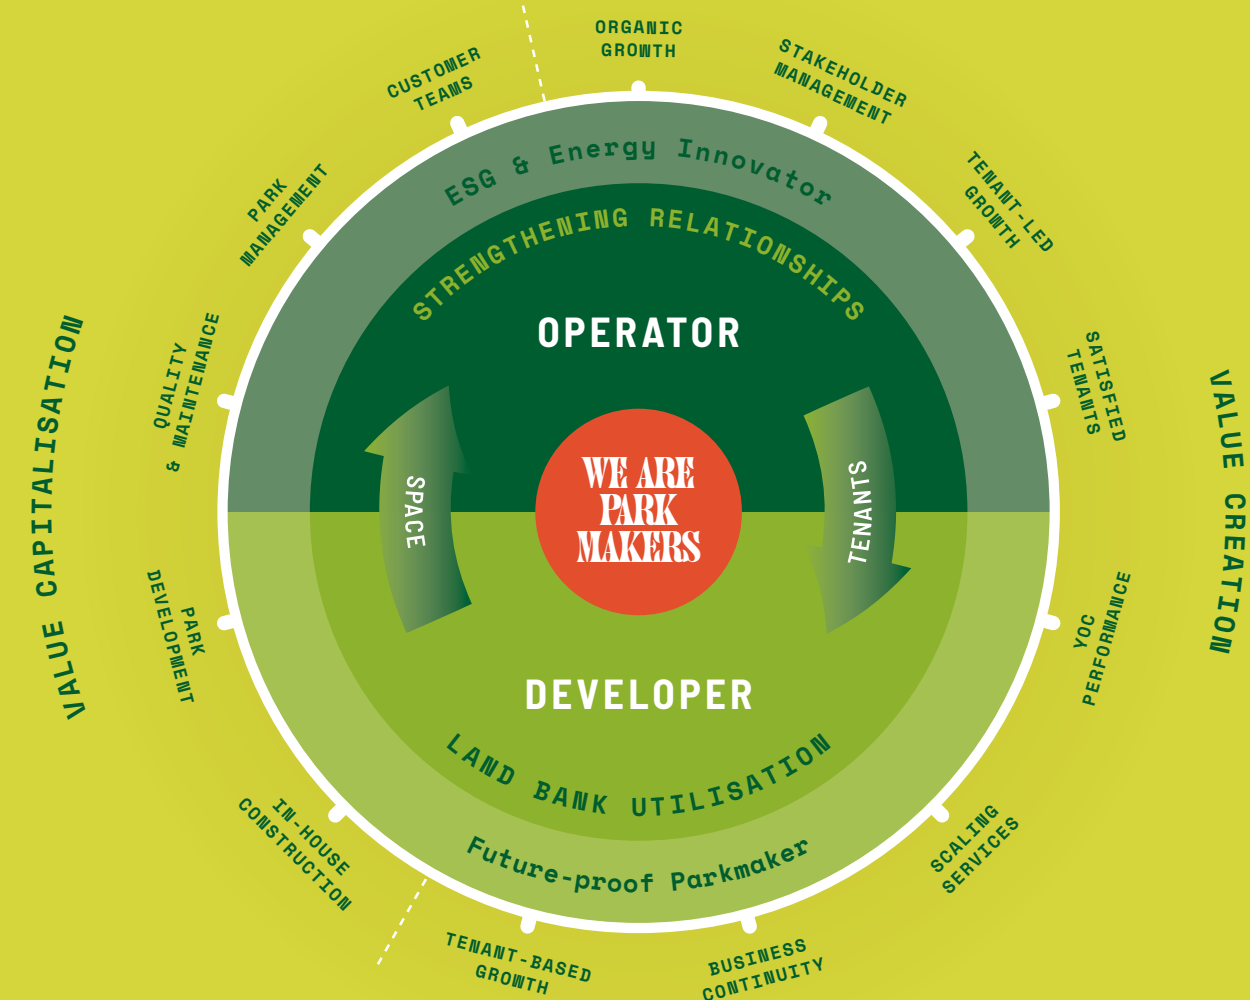 ORGANIC
GROWTH
STAKEHOLDER
MANAGEMENT
TENANT-LED
GROWTH
SATISFIED
TENANTS
YOC
PERFORMANCE
SCALING
SERVICES
BUSINESS
CONTINUITY
TENANT-BASED
GROWTH
IN-HOUSE
CONSTRUCTION
PARK
DEVELOPMENT
QUALITY
& MAINTENANCE
PARK
MANAGEMENT
CUSTOMER
TEAMS
VALUE CAPITALISATION
VALUE CREATION
ESG & Energy Innovator
STRENGTHENING RELATIONSHIPS
OPERATOR
SPACE
WE ARE
PARK
MAKERS
TENANTS
DEVELOPER
LAND BANK UTILISATION
Future-proof Parkmaker